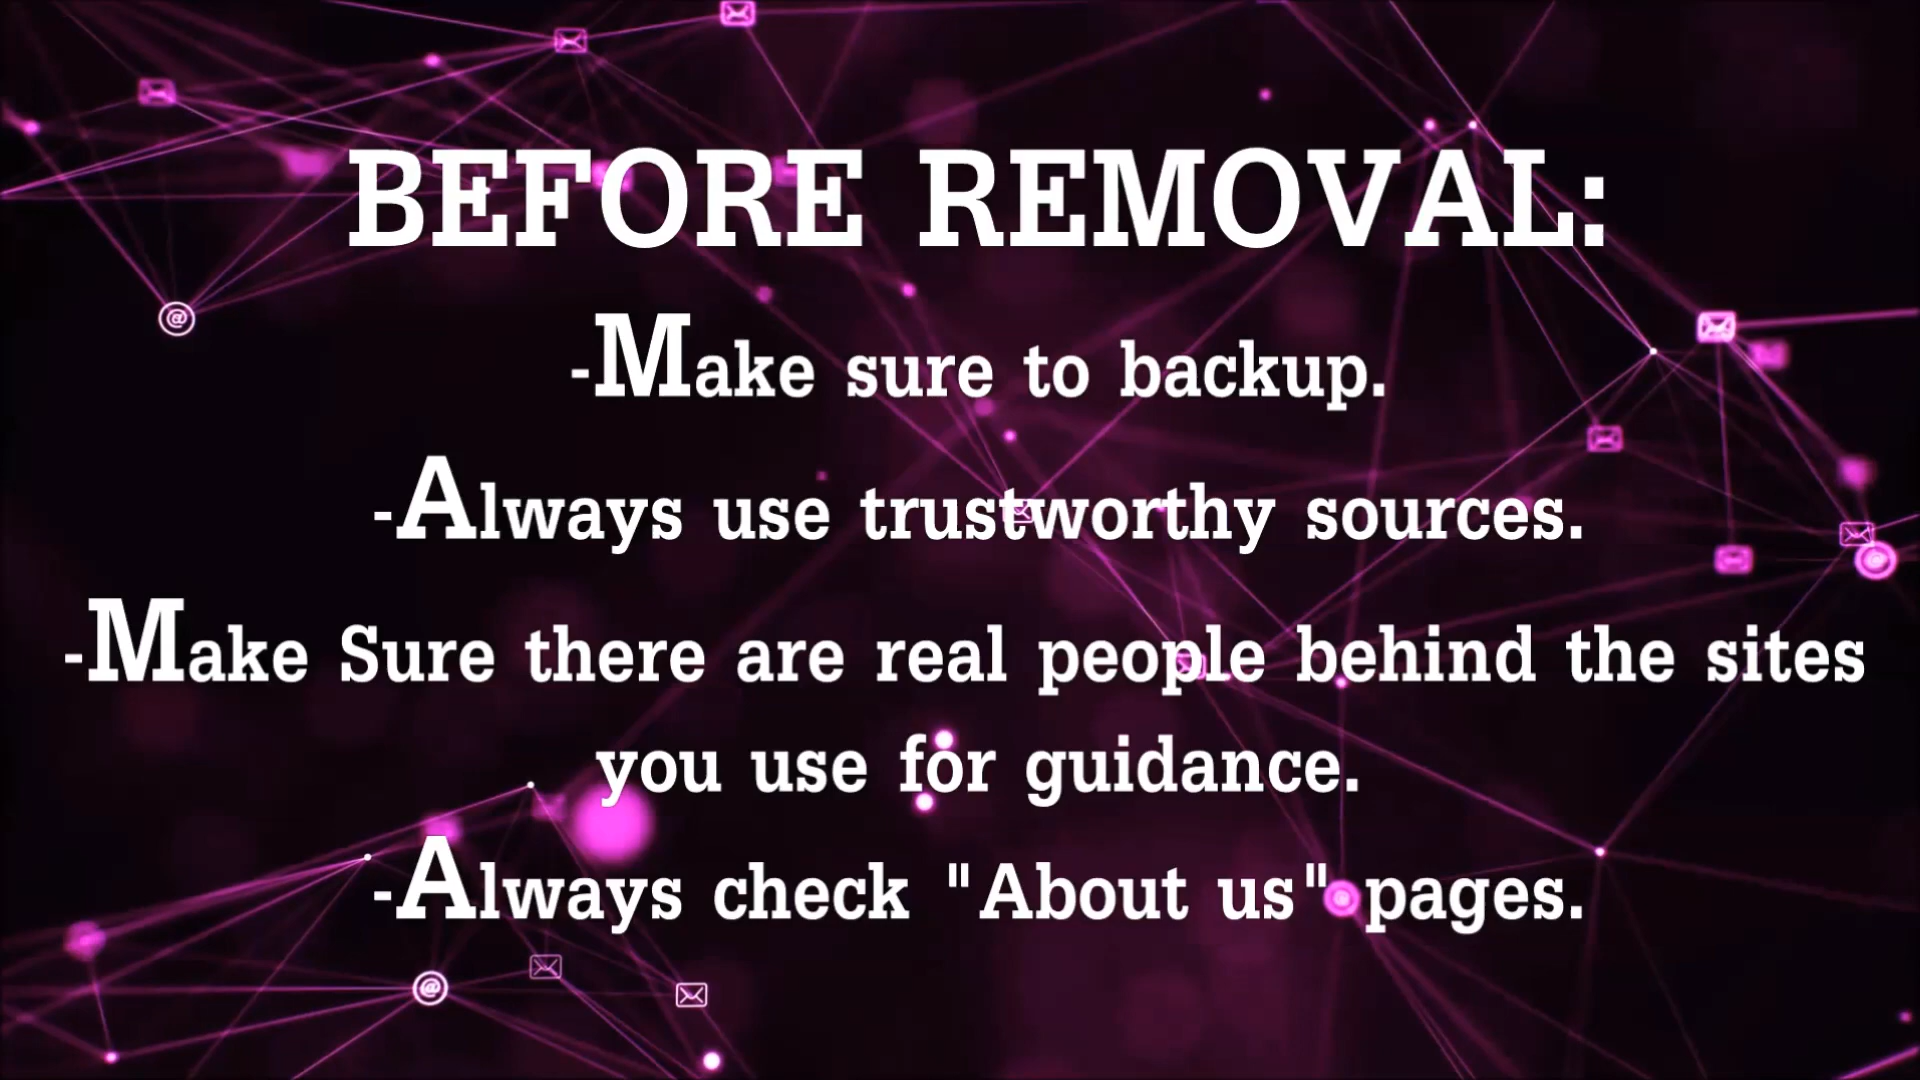 BEFORE REMOVAL:
-Make sure to backup.
-Always use trustworthy sources.
-Make Sure there are real people behind the sites
you use for guidance.
-Always check "About us" pages.